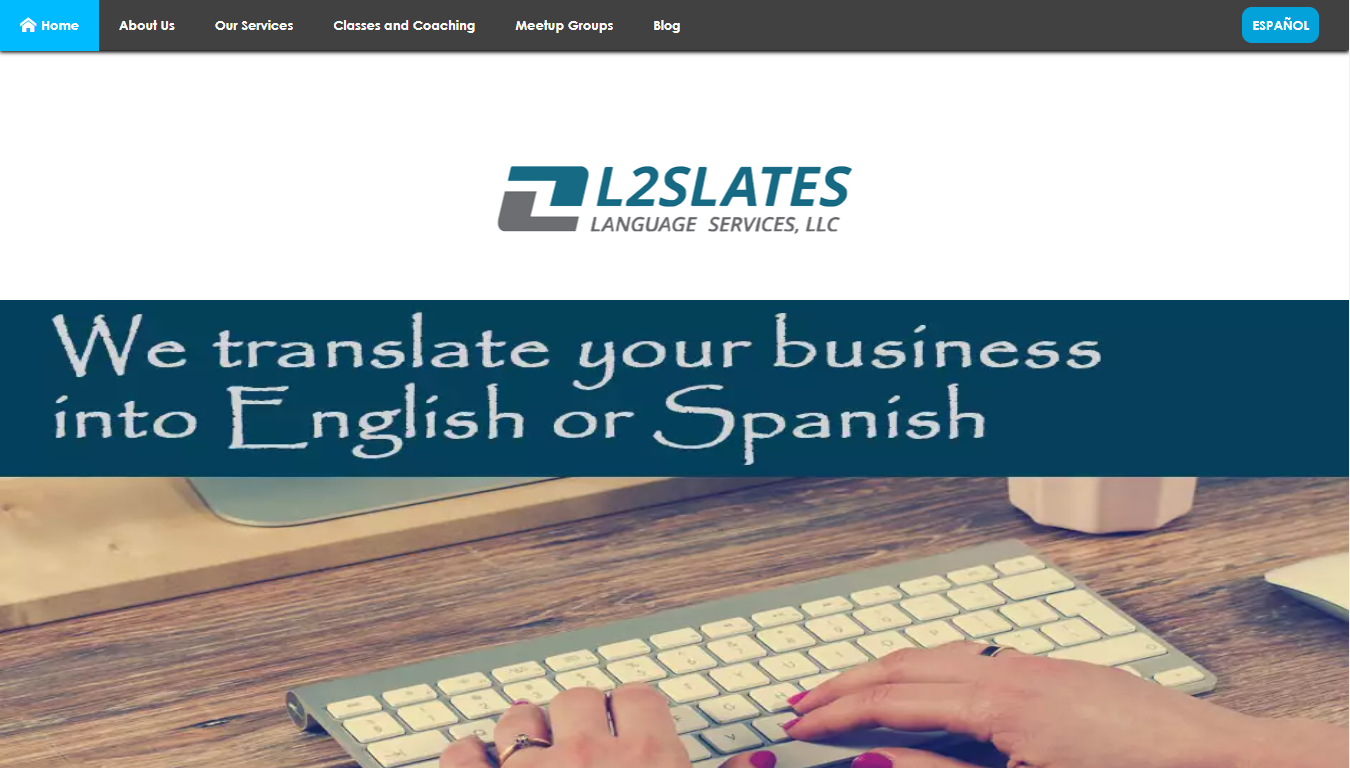 Home
About Us
Our Services
Classes and Coaching
Meetup Groups
Blog
ESPAÑOL
L2SLATES
LANGUAGE SERVICES, LLC
We translate your business
into English or Spanish